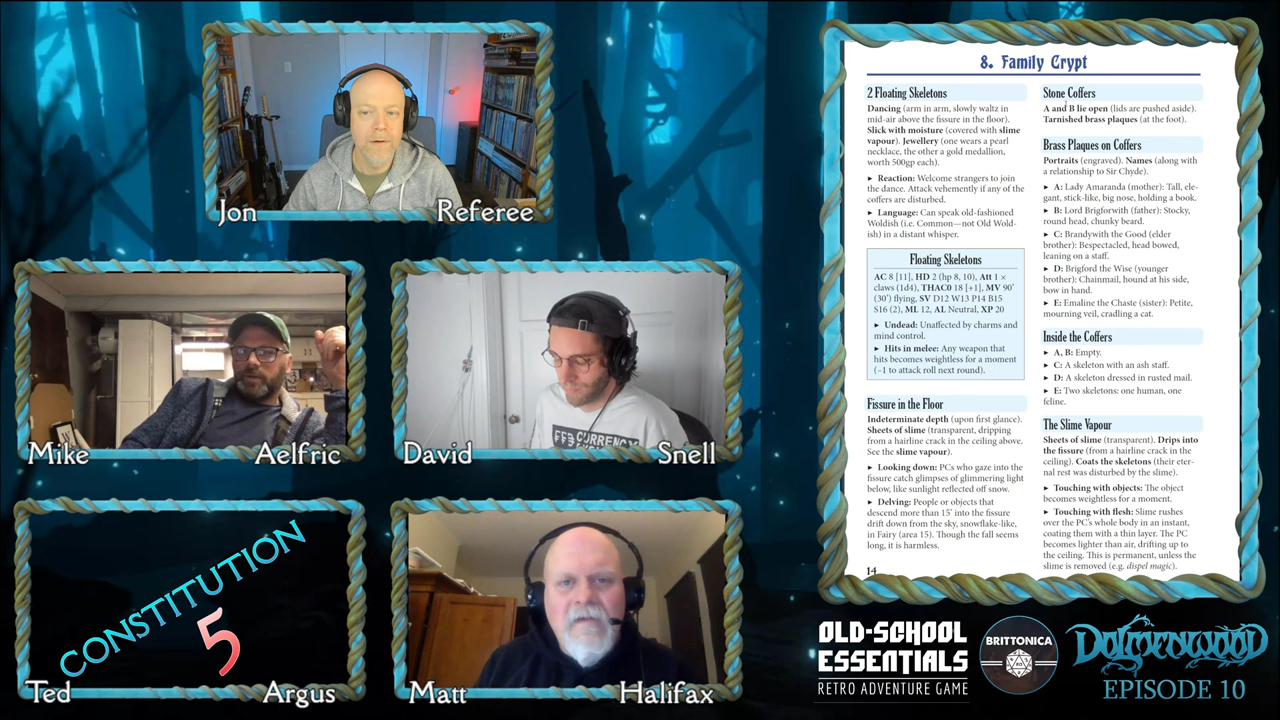 Jon
Referee
Mike
Aelfric
David
Snell
CURRENCY
CONSTITUTION
5
Ted
Argus
Matt
Halifax
8. Family Crypt
2 Floating Skeletons
Dancing (arm in arm, slowly waltz in
mid-air above the fissure in the floor).
Slick with moisture (covered with slime
vapour). Jewellery (one wears a pearl
necklace, the other a gold medallion,
worth 500gp each).
► Reaction: Welcome strangers to join
the dance. Attack vehemently if any of the
coffers are disturbed.
► Language: Can speak old-fashioned
Woldish (i.e. Common—not Old Wold-
ish) in a distant whisper.
Floating Skeletons
AC 8 [11], HD 2 (hp 8, 10), Att 1 ×
claws (1d4), THAC0 18 [+1], MV 90’
(30’) flying, SV D12 W13 P14 B15
S16 (2), ML 12, AL Neutral, XP 20
► Undead: Unaffected by charms and
mind control.
► Hits in melee: Any weapon that
hits becomes weightless for a moment
(–1 to attack roll next round).
Fissure in the Floor
Indeterminate depth (upon first glance).
Sheets of slime (transparent, dripping
from a hairline crack in the ceiling above.
See the slime vapour).
► Looking down: PCs who gaze into the
fissure catch glimpses of glimmering light
below, like sunlight reflected off snow.
► Delving: People or objects that
descend more than 15’ into the fissure
drift down from the sky, snowflake-like,
in Fairy (area 15). Though the fall seems
long, it is harmless.
14
Stone Coffers
A and B lie open (lids are pushed aside).
Tarnished brass plaques (at the foot).
Brass Plaques on Coffers
Portraits (engraved). Names (along with
a relationship to Sir Chyde).
► A: Lady Amaranda (mother): Tall, ele-
gant, stick-like, big nose, holding a book.
► B: Lord Brigforwith (father): Stocky,
round head, chunky beard.
► C: Brandywith the Good (elder
brother): Bespectacled, head bowed,
leaning on a staff.
► D: Brigford the Wise (younger
brother): Chainmail, hound at his side,
bow in hand.
► E: Emaline the Chaste (sister): Petite,
mourning veil, cradling a cat.
Inside the Coffers
► A, B: Empty.
► C: A skeleton with an ash staff.
► D: A skeleton dressed in rusted mail.
► E: Two skeletons: one human, one
feline.
The Slime Vapour
Sheets of slime (transparent). Drips into
the fissure (from a hairline crack in the
ceiling). Coats the skeletons (their eter-
nal rest was disturbed by the slime).
► Touching with objects: The object
becomes weightless for a moment.
► Touching with flesh: Slime rushes
over the PC’s whole body in an instant,
coating them with a thin layer. The PC
becomes lighter than air, drifting up to
the ceiling. This is permanent, unless the
slime is removed (e.g. dispel magic).
OLD-SCHOOL
ESSENTIALS
RETRO ADVENTURE GAME
BRITTONICA
Dolmenwood
EPISODE 10